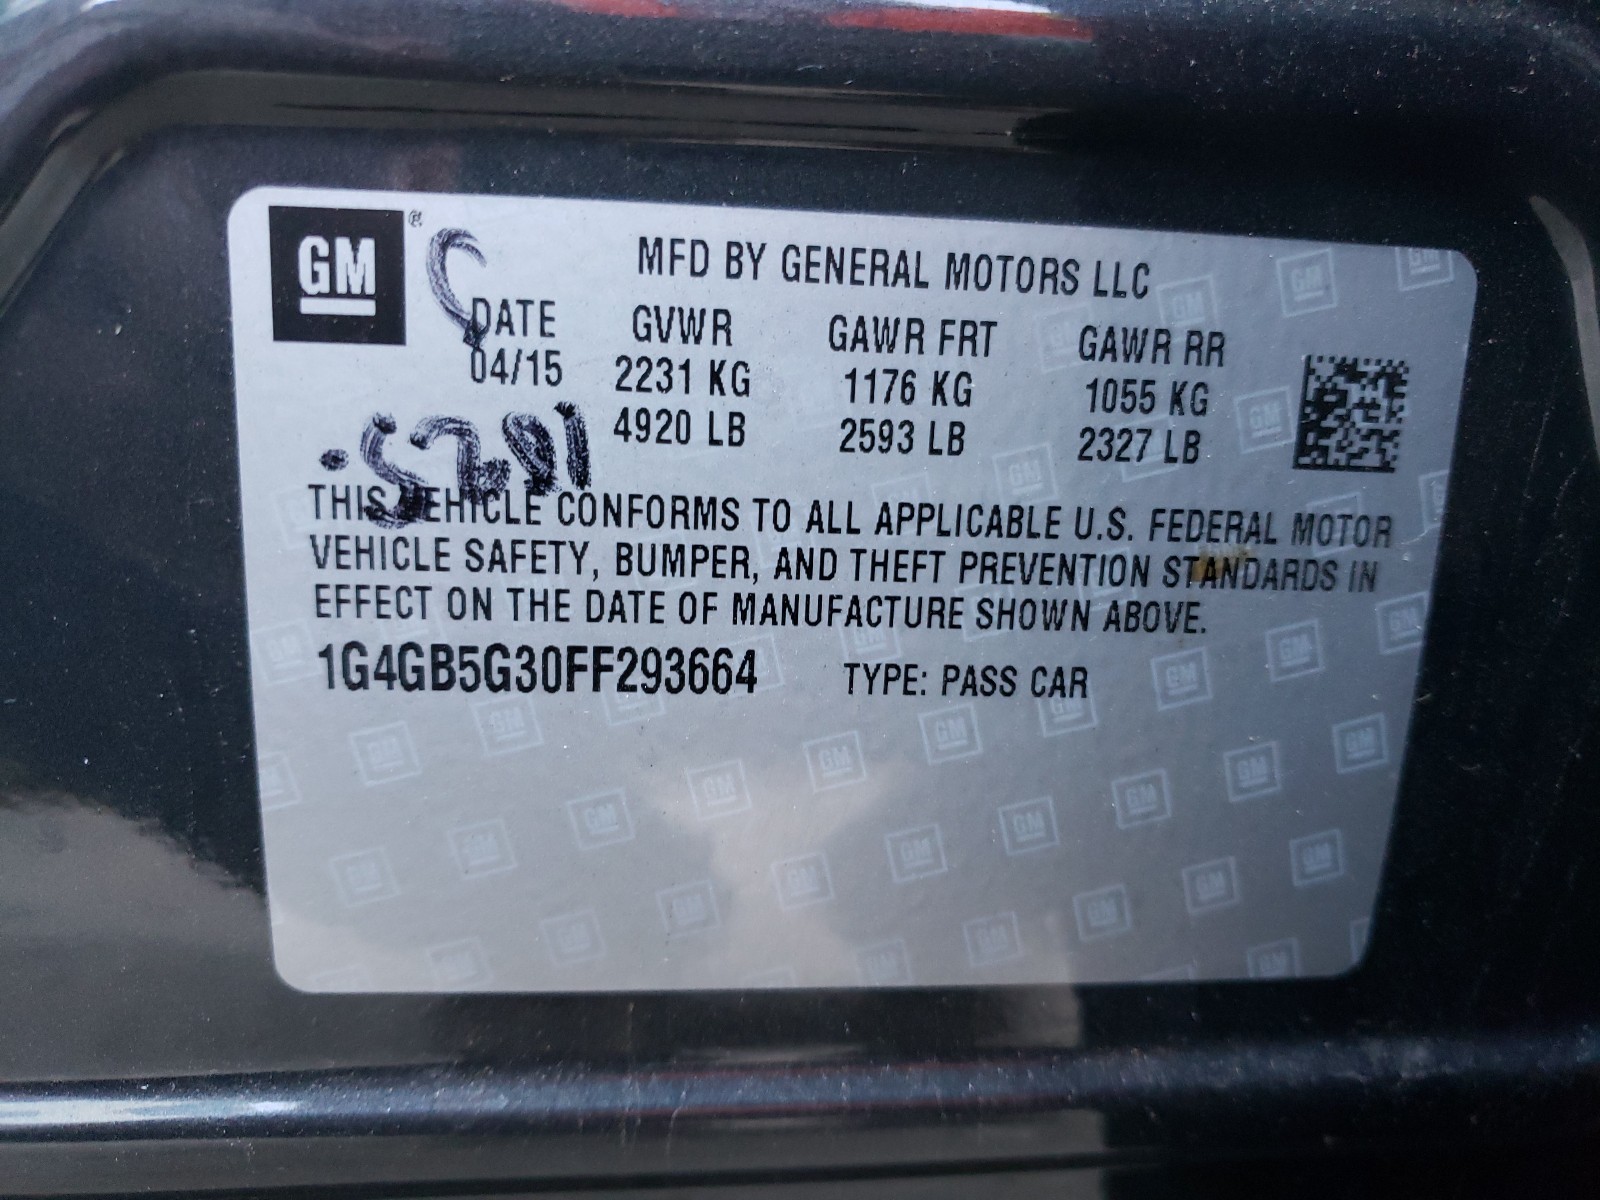 GM®
MFD BY GENERAL MOTORS LLC
DATE GVWR GAWR FRT GAWR RR
04/15 2231 KG 1176 KG 1055 KG
4920 LB 2593 LB 2327 LB
THIS VEHICLE CONFORMS TO ALL APPLICABLE U.S. FEDERAL MOTOR
VEHICLE SAFETY, BUMPER, AND THEFT PREVENTION STANDARDS IN
EFFECT ON THE DATE OF MANUFACTURE SHOWN ABOVE.
1G4GB5G30FF293664 TYPE: PASS CAR